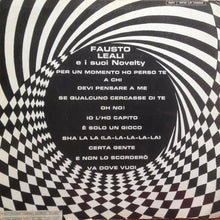 FAUSTO
LEALI
e i suoi Novelty
PER UN MOMENTO HO PERSO TE
A CHI
DEVI PENSARE A ME
SE QUALCUNO CERCASSE DI TE
OH NO!
IO L'HO CAPITO
È SOLO UN GIOCO
SHA LA LA (LA-LA-LA-LA-LA)
CERTA GENTE
E NON LO SCORDERÒ
VA DOVE VUOI